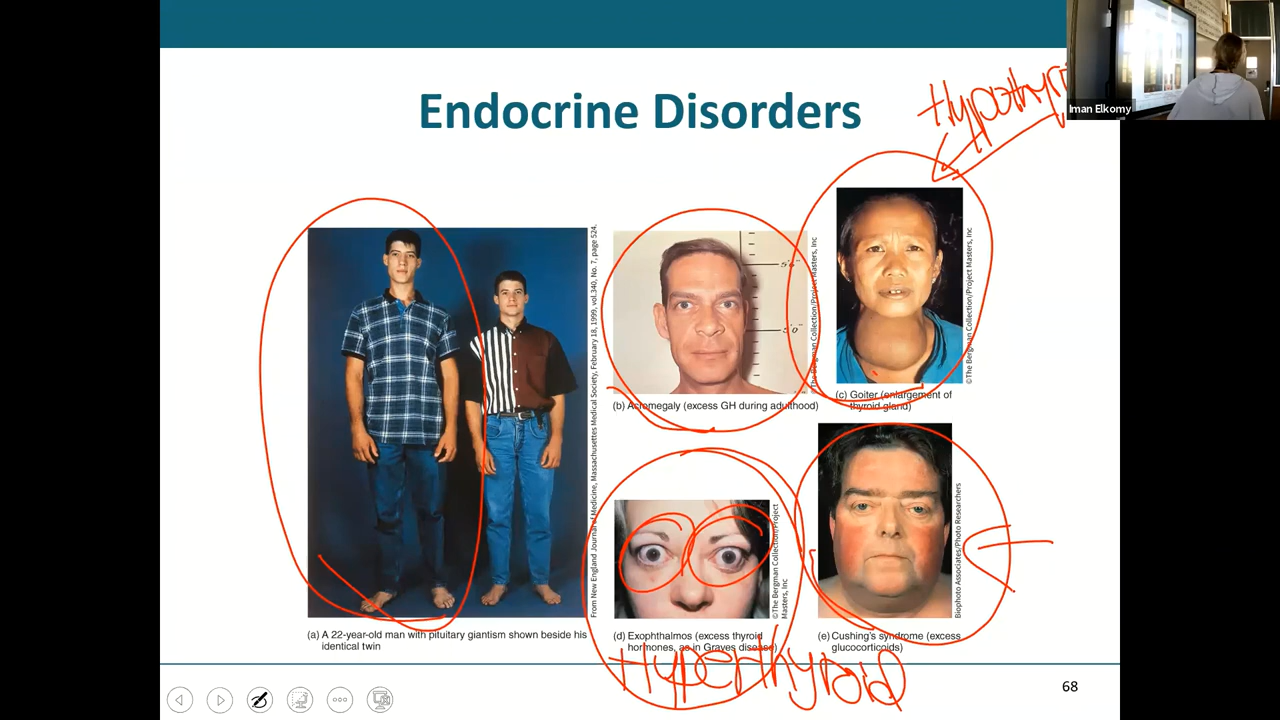 Endocrine Disorders
Iman Elkomy
©The Bergman Collection/Project Masters, Inc
©The Bergman Collection/Project Masters, Inc
(b) Acromegaly (excess GH during adulthood)
(c) Goiter (enlargement of
thyroid gland)
From New England Journal of Medicine, Massachusettes Medical Society, February 18, 1999, vol.340, No. 7, page 524.
©The Bergman Collection/Project
Masters, Inc
Biophoto Associates/Photo Researchers
(a) A 22-year-old man with pituitary giantism shown beside his
identical twin
(d) Exophthalmos (excess thyroid
hormones, as in Graves disease)
(e) Cushing's syndrome (excess
glucocorticoids)
Hyperthyroid
68